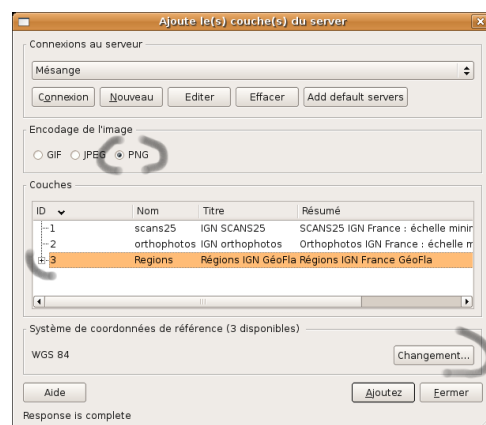 Ajoute le(s) couche(s) du server
Connexions au serveur
Mésange
Connexion Nouveau Editer Effacer Add default servers
Encodage de l'image
GIF JPEG PNG
Couches
ID Nom Titre Résumé
1 scans25 IGN SCANS25 SCANS25 IGN France : échelle minir
2 orthophotos IGN orthophotos Orthophotos IGN France : échelle m
3 Regions Régions IGN GéoFla Régions IGN France GéoFla
Système de coordonnées de référence (3 disponibles)
WGS 84 Changement...
Aide Ajoutez Fermer
Response is complete